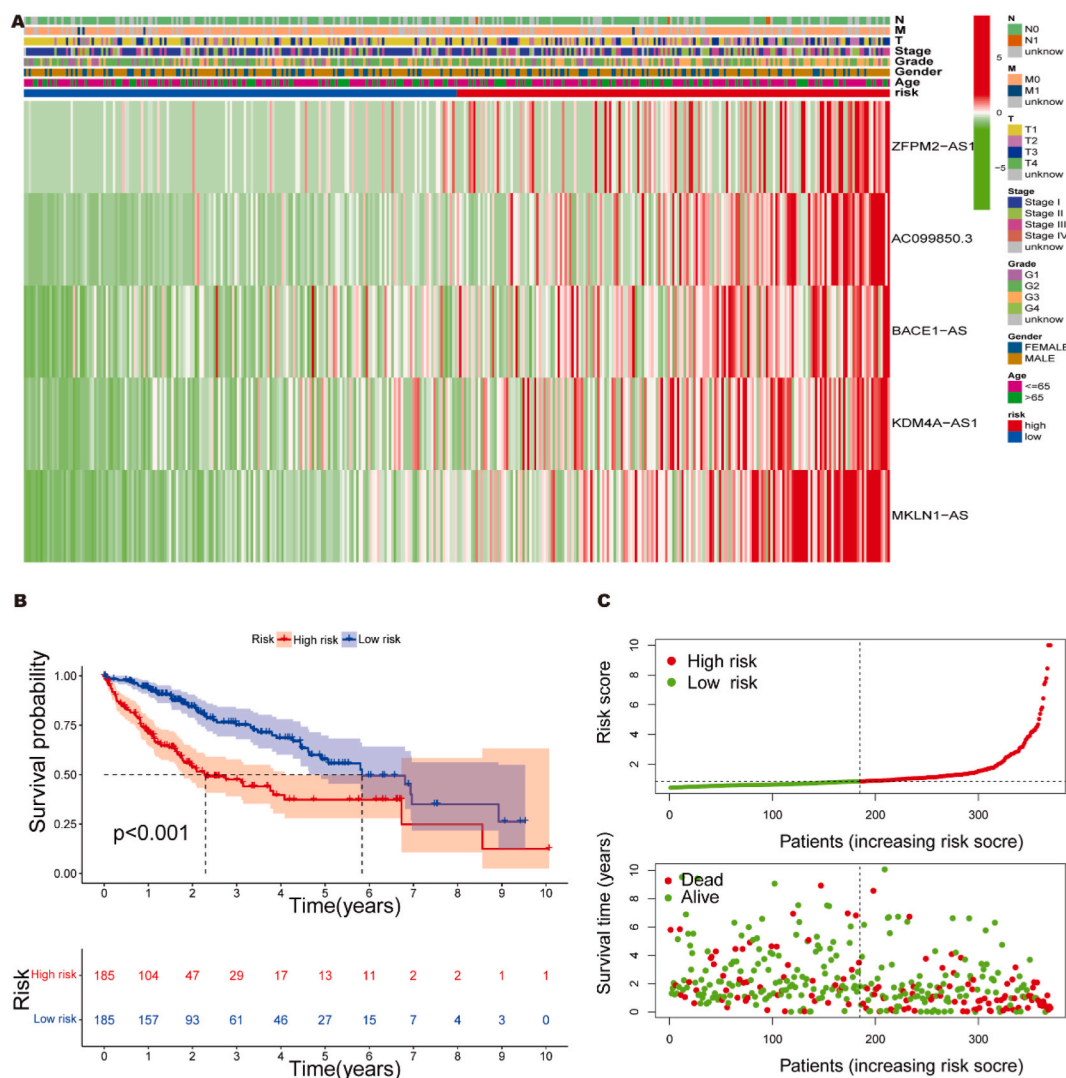 A
N
M
T
Stage
Grade
Gender
Age
risk
ZFPM2−AS1
AC099850.3
BACE1−AS
KDM4A−AS1
MKLN1−AS
5
0
−5
N
N0
N1
unknow
M
M0
M1
unknow
T
T1
T2
T3
T4
unknow
Stage
Stage I
Stage II
Stage III
Stage IV
unknow
Grade
G1
G2
G3
G4
unknow
Gender
FEMALE
MALE
Age
<=65
>65
risk
high
low
B
Risk High risk Low risk
Survival probability
1.00
0.75
0.50
0.25
0.00
p<0.001
0 1 2 3 4 5 6 7 8 9 10
Time(years)
Risk
High risk 185 104 47 29 17 13 11 2 2 1 1
Low risk 185 157 93 61 46 27 15 7 4 3 0
0 1 2 3 4 5 6 7 8 9 10
Time(years)
C
Risk score
10
8
6
4
2
High risk
Low risk
0 100 200 300
Patients (increasing risk socre)
Survival time (years)
10
8
6
4
2
0
Dead
Alive
0 100 200 300
Patients (increasing risk socre)